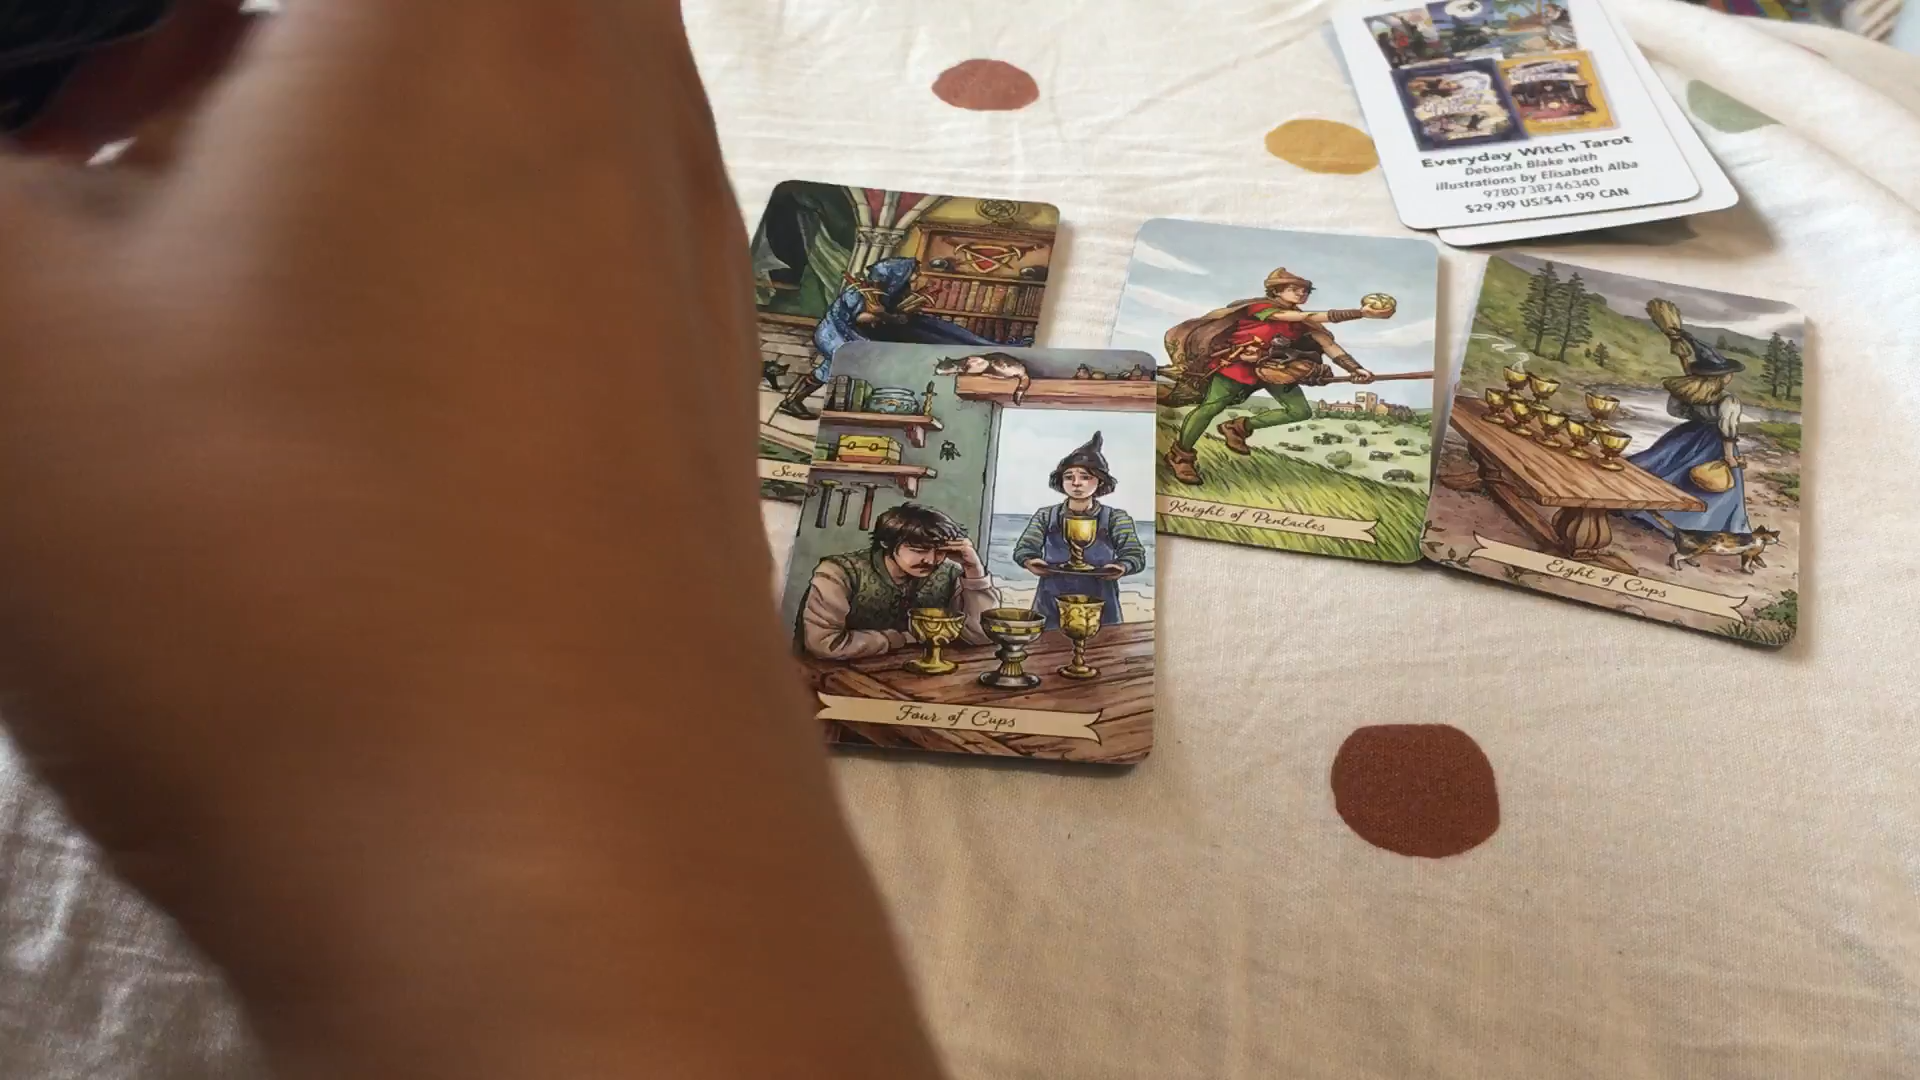 Everyday Witch Tarot
Deborah Blake with
illustrations by Elisabeth Alba
9780738746340
$29.99 US/$41.99 CAN
Knight of Pentacles
Eight of Cups
Four of Cups